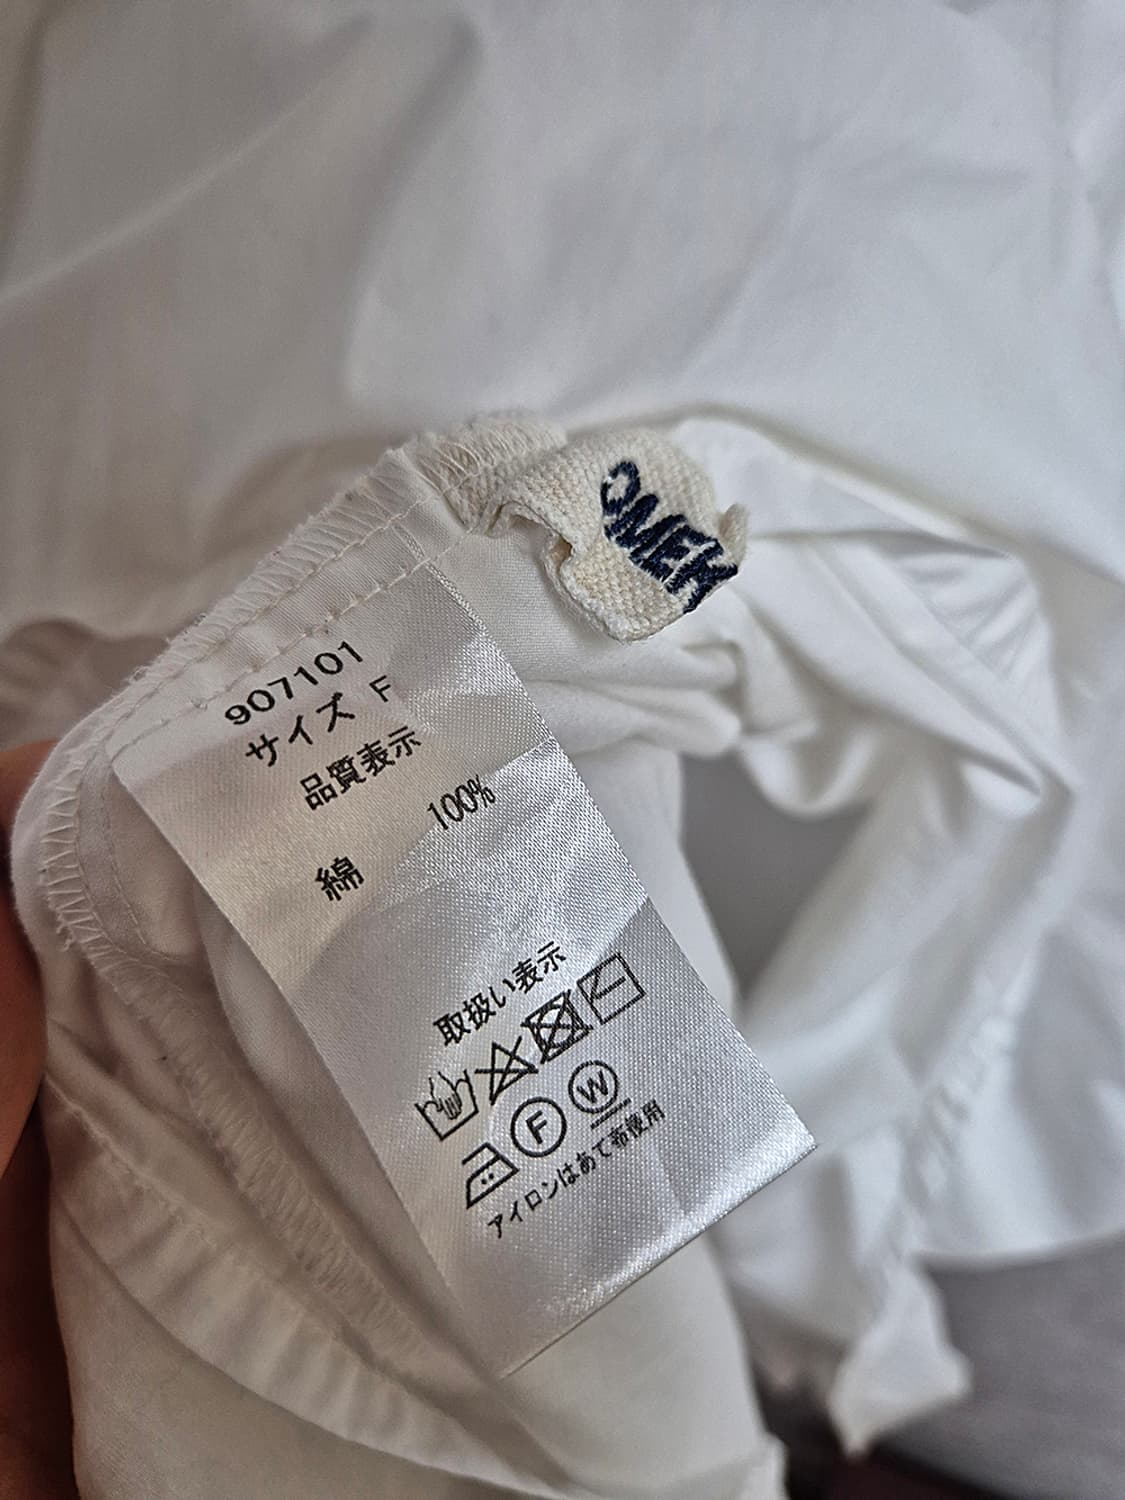 OMEK
907101
サイズ F
品質表示
綿 100%
取扱い表示
F W
アイロンはあて布使用